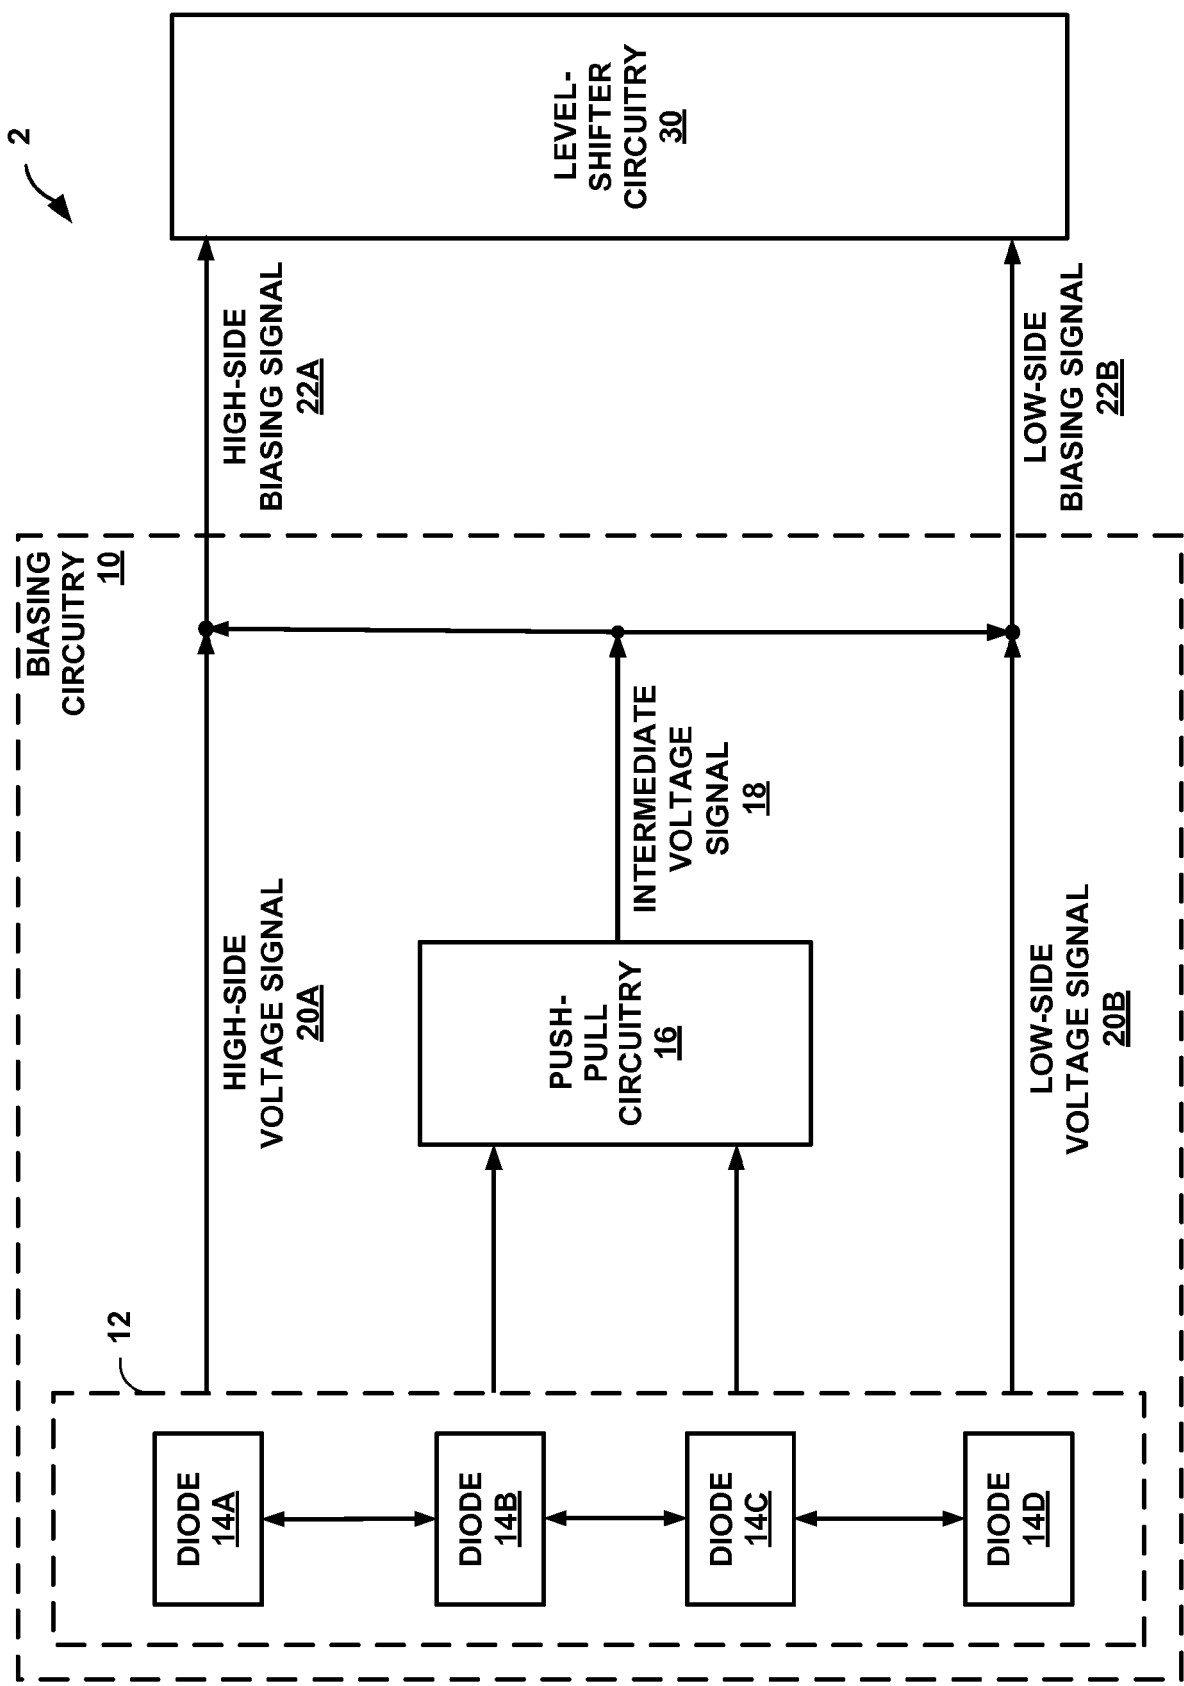 2
BIASING
CIRCUITRY
10
12
DIODE
14A
DIODE
14B
DIODE
14C
DIODE
14D
HIGH-SIDE
VOLTAGE SIGNAL
20A
PUSH-
PULL
CIRCUITRY
16
INTERMEDIATE
VOLTAGE
SIGNAL
18
LOW-SIDE
VOLTAGE SIGNAL
20B
HIGH-SIDE
BIASING SIGNAL
22A
LOW-SIDE
BIASING SIGNAL
22B
LEVEL-
SHIFTER
CIRCUITRY
30